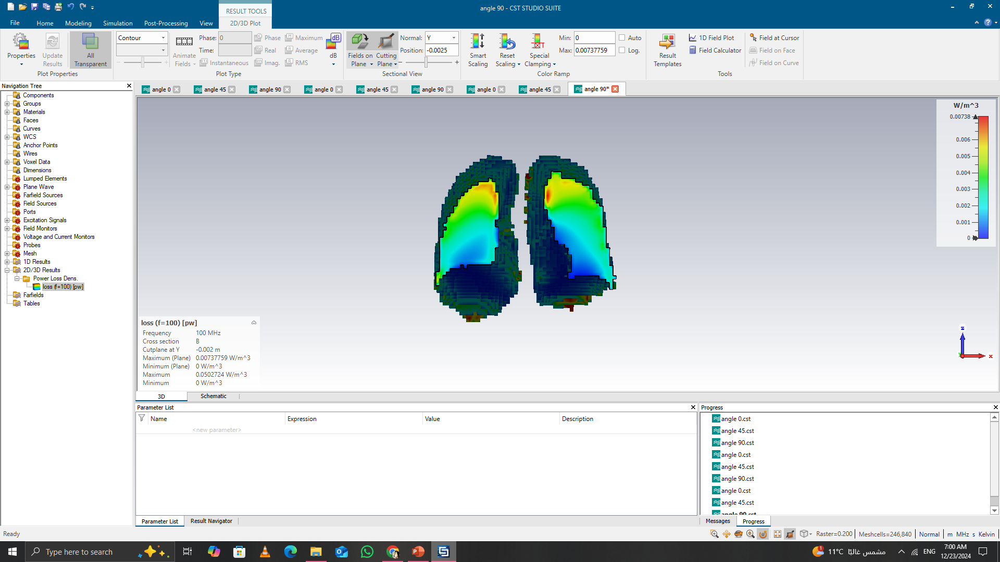 angle 90 - CST STUDIO SUITE
RESULT TOOLS
File
Home
Modeling
Simulation
Post-Processing
View
2D/3D Plot
Properties
Update Results
All Transparent
Plot Properties
Contour
Animate Fields
Phase: 0
Time:
Phase
Maximum
Real
Average
Instantaneous
Imag.
RMS
dB
dB
Plot Type
Fields on Plane
Cutting Plane
Normal: Y
Position: -0.0025
Sectional View
Smart Scaling
Reset Scaling
Special Clamping
Min: 0
Auto
Max: 0.00737759
Log.
Color Ramp
Result Templates
1D Field Plot
Field Calculator
Field at Cursor
Field on Face
Field on Curve
Tools
Navigation Tree
Components
Groups
Materials
Faces
Curves
WCS
Anchor Points
Wires
Voxel Data
Dimensions
Lumped Elements
Plane Wave
Farfield Sources
Field Sources
Ports
Excitation Signals
Field Monitors
Voltage and Current Monitors
Probes
Mesh
1D Results
2D/3D Results
Power Loss Dens.
loss (f=100) [pw]
Farfields
Tables
angle 0
angle 45
angle 90
angle 0
angle 45
angle 90
angle 0
angle 45
angle 90*
W/m^3
0.00738
0.006
0.005
0.004
0.003
0.002
0.001
0
z
x
loss (f=100) [pw]
Frequency 100 MHz
Cross section B
Cutplane at Y -0.002 m
Maximum (Plane) 0.00737759 W/m^3
Minimum (Plane) 0 W/m^3
Maximum 0.0502724 W/m^3
Minimum 0 W/m^3
3D
Schematic
Parameter List
Name Expression Value Description
<new parameter>
Parameter List
Result Navigator
Progress
angle 0.cst
angle 45.cst
angle 90.cst
angle 0.cst
angle 45.cst
angle 90.cst
angle 0.cst
angle 45.cst
angle 90.cst
Messages
Progress
Ready
Raster=0.200
Meshcells=246,840
Normal
m MHz s Kelvin
Type here to search
1
11°C مشمس غالبًا
ENG
7:00 AM
12/23/2024